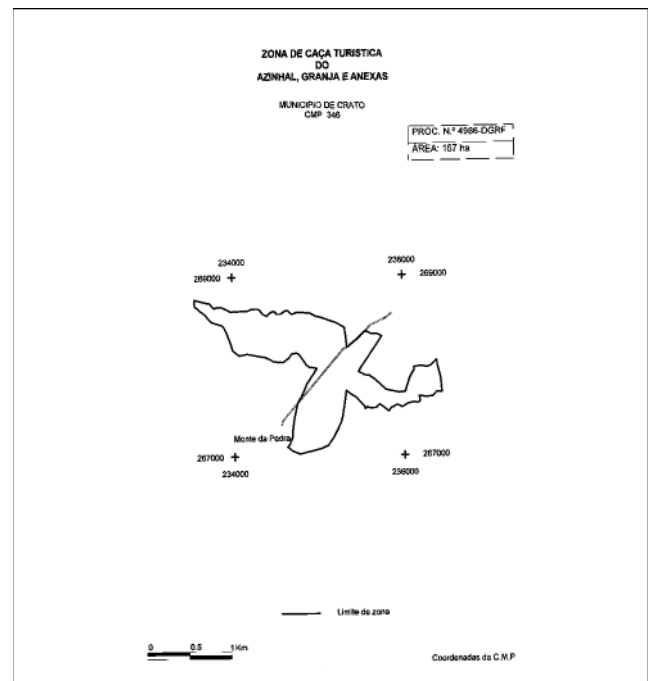 ZONA DE CAÇA TURISTICA
DO
AZINHAL, GRANJA E ANEXAS
MUNICIPIO DE CRATO
CMP 346
PROC. N.º 4986-DGRF
ÁREA: 167 ha
234000
236000
269000
269000
Monte da Pedra
267000
267000
234000
236000
Limite da zona
0 0,5 1Km
Coordenadas da C.M.P